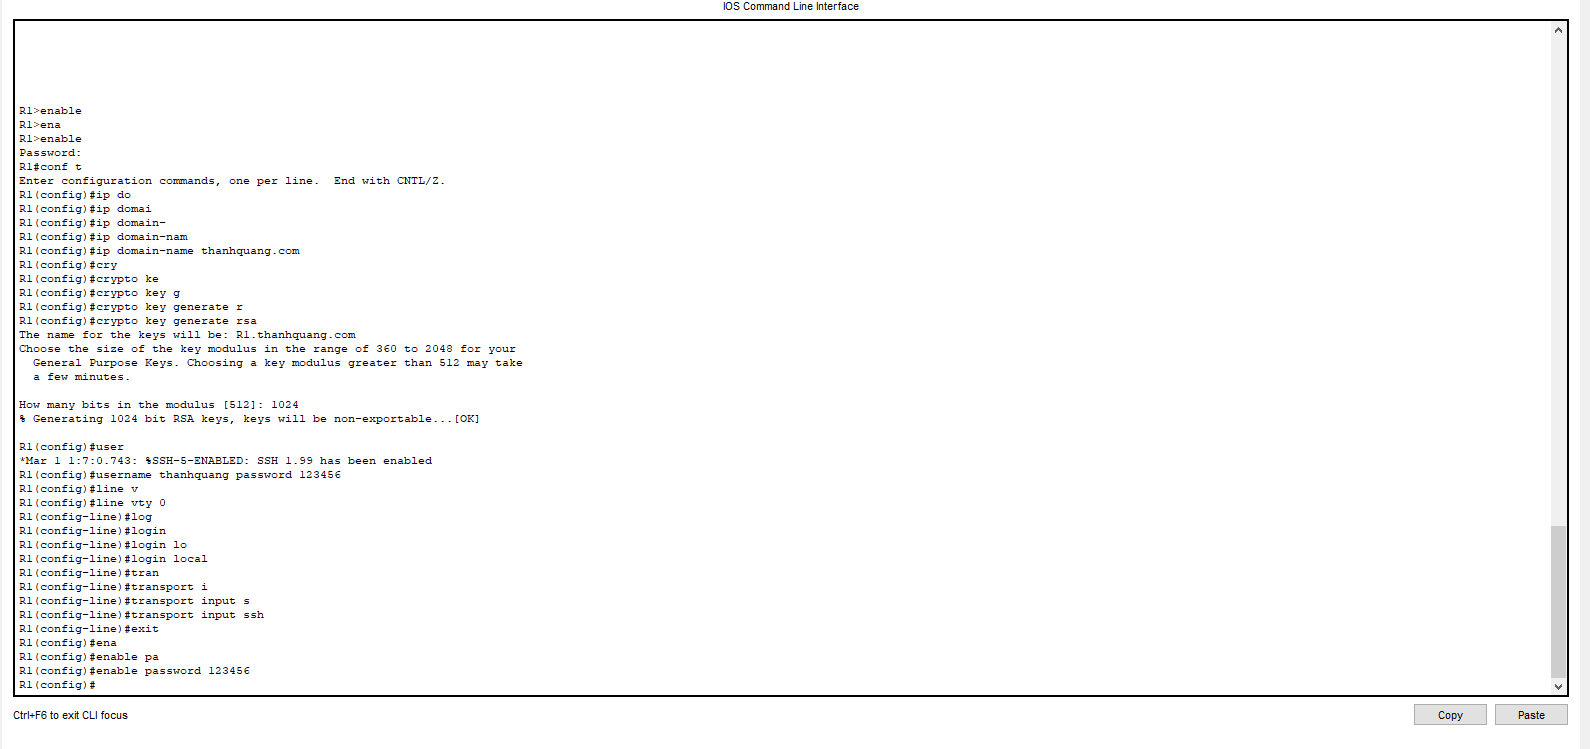 IOS Command Line Interface
R1>enable
R1>ena
R1>enable
Password:
R1#conf t
Enter configuration commands, one per line.  End with CNTL/Z.
R1(config)#ip do
R1(config)#ip domai
R1(config)#ip domain-
R1(config)#ip domain-nam
R1(config)#ip domain-name thanhquang.com
R1(config)#cry
R1(config)#crypto ke
R1(config)#crypto key g
R1(config)#crypto key generate r
R1(config)#crypto key generate rsa
The name for the keys will be: R1.thanhquang.com
Choose the size of the key modulus in the range of 360 to 2048 for your
  General Purpose Keys. Choosing a key modulus greater than 512 may take
  a few minutes.
How many bits in the modulus [512]: 1024
% Generating 1024 bit RSA keys, keys will be non-exportable...[OK]
R1(config)#user
*Mar 1 1:7:0.743: %SSH-5-ENABLED: SSH 1.99 has been enabled
R1(config)#username thanhquang password 123456
R1(config)#line v
R1(config)#line vty 0
R1(config-line)#log
R1(config-line)#login
R1(config-line)#login lo
R1(config-line)#login local
R1(config-line)#tran
R1(config-line)#transport i
R1(config-line)#transport input s
R1(config-line)#transport input ssh
R1(config-line)#exit
R1(config)#ena
R1(config)#enable pa
R1(config)#enable password 123456
R1(config)#
Ctrl+F6 to exit CLI focus
Copy
Paste